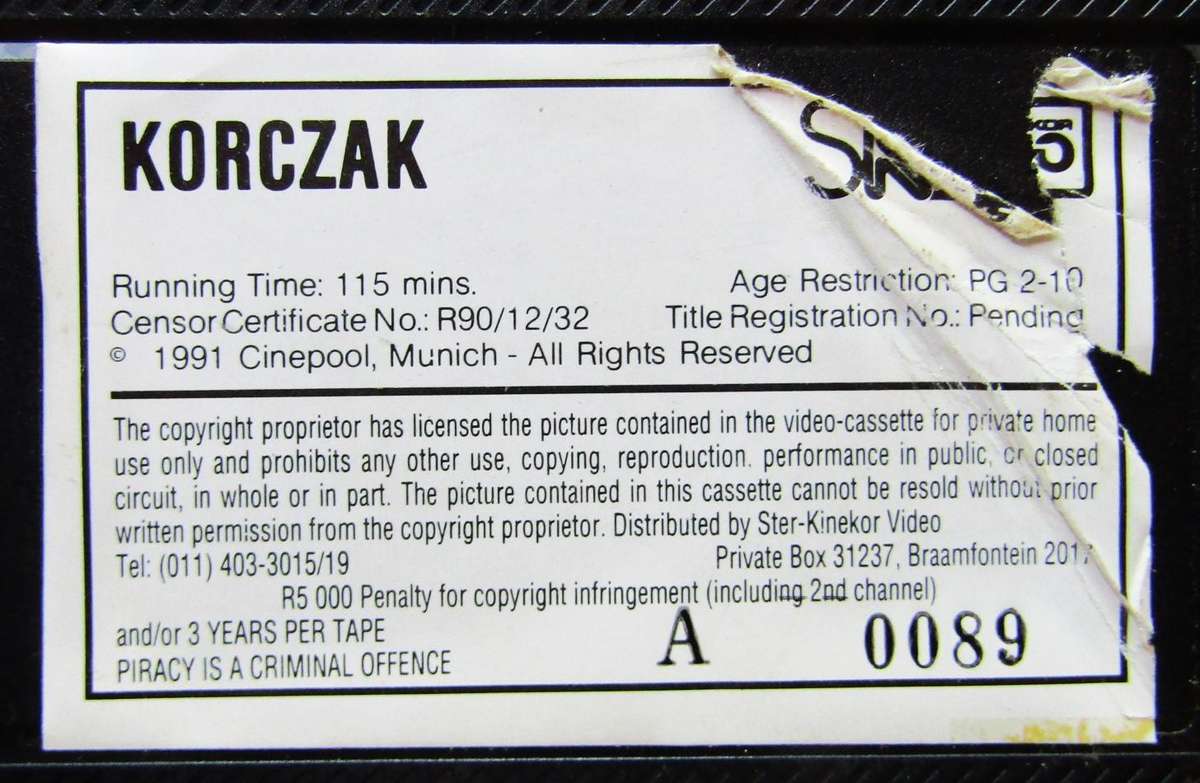 KORCZAK
Running Time: 115 mins.
Age Restriction: PG 2-10
Censor Certificate No.: R90/12/32
Title Registration No.: Pending
© 1991 Cinepool, Munich - All Rights Reserved
The copyright proprietor has licensed the picture contained in the video-cassette for private home
use only and prohibits any other use, copying, reproduction. performance in public, or closed
circuit, in whole or in part. The picture contained in this cassette cannot be resold without prior
written permission from the copyright proprietor. Distributed by Ster-Kinekor Video
Tel: (011) 403-3015/19
Private Box 31237, Braamfontein 2017
R5 000 Penalty for copyright infringement (including 2nd channel)
and/or 3 YEARS PER TAPE
PIRACY IS A CRIMINAL OFFENCE
A 0089